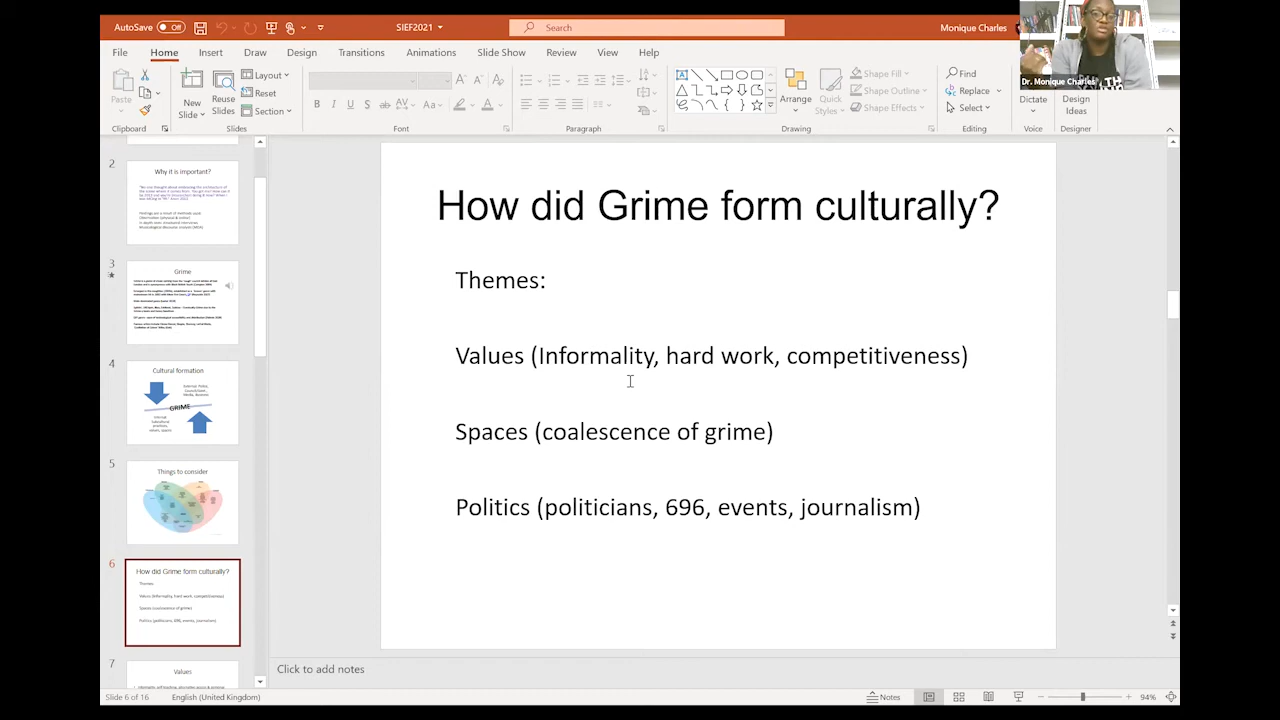 AutoSave Off SIEF2021 Search Monique Charles
File Home Insert Draw Design Transitions Animations Slide Show Review View Help
Dr. Monique Charles
Paste Clipboard
New Slide Reuse Slides Layout Reset Section Slides
B I U S ab AV Aa A Font
Paragraph
Arrange Quick Styles Shape Fill Shape Outline Shape Effects Drawing
Find Replace Select Editing
Dictate Voice
Design Ideas Designer
2
Why it is important?
3
Grime
4
Cultural formation
GRIME
5
Things to consider
6
How did Grime form culturally?
Themes:
Values (Informality, hard work, competitiveness)
Spaces (coalescence of grime)
Politics (politicians, 696, events, journalism)
7
Values
How did Grime form culturally?
Themes:
Values (Informality, hard work, competitiveness)
Spaces (coalescence of grime)
Politics (politicians, 696, events, journalism)
Click to add notes
Slide 6 of 16 English (United Kingdom) Notes 94%